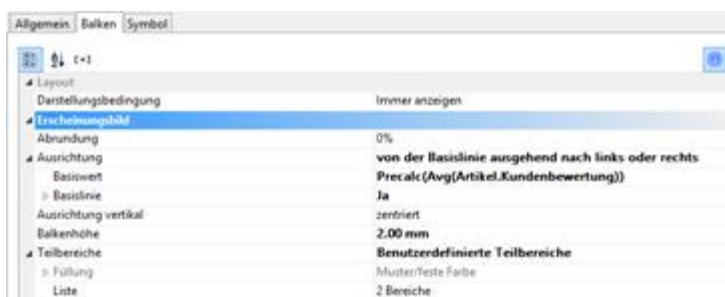 Allgemein Balken Symbol
Layout
Darstellungsbedingung Immer anzeigen
Erscheinungsbild
Abrundung 0%
Ausrichtung von der Basislinie ausgehend nach links oder rechts
Basiswert Precalc(Avg(Artikel.Kundenbewertung))
Basislinie Ja
Ausrichtung vertikal zentriert
Balkenhöhe 2.00 mm
Teilbereiche Benutzerdefinierte Teilbereiche
Füllung Muster/feste Farbe
Liste 2 Bereiche